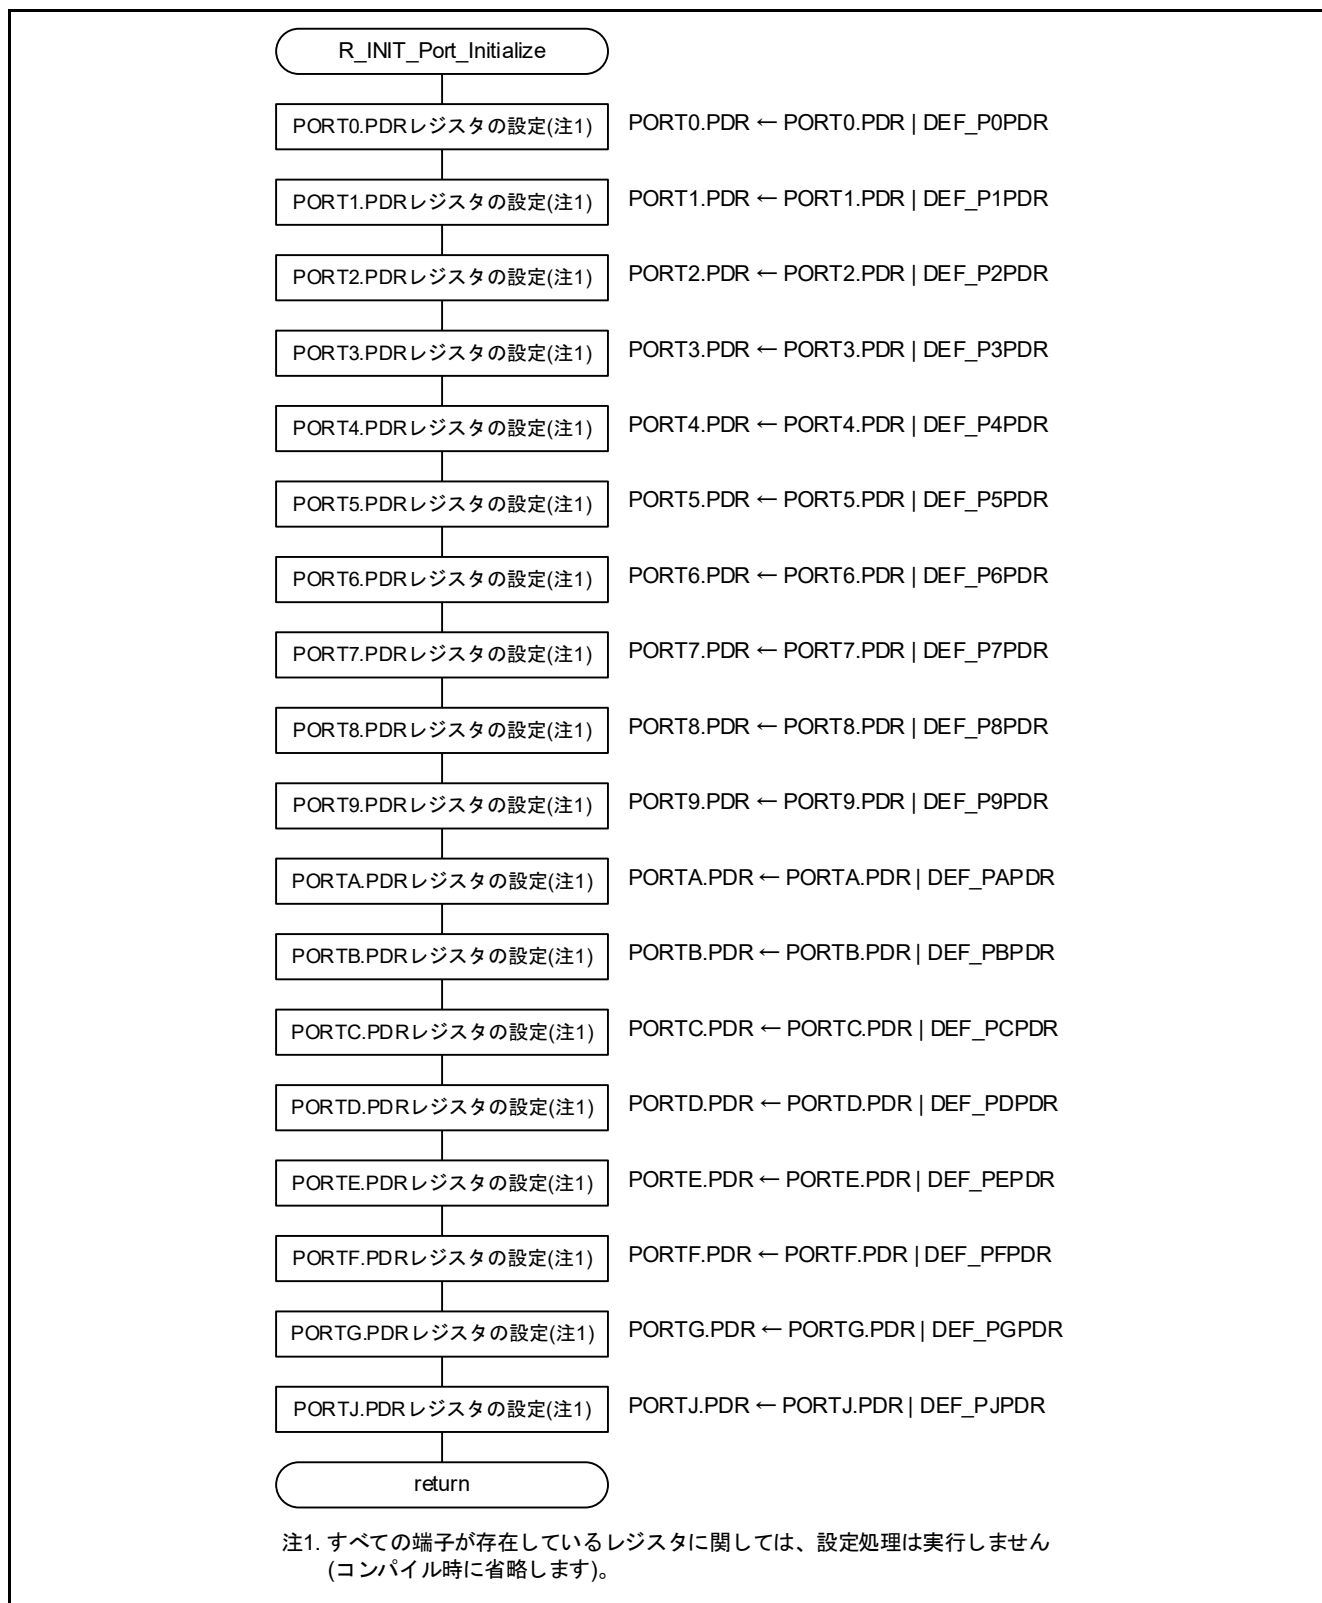 R_INIT_Port_Initialize
PORT0.PDRレジスタの設定(注1)
PORT0.PDR ← PORT0.PDR | DEF_P0PDR
PORT1.PDRレジスタの設定(注1)
PORT1.PDR ← PORT1.PDR | DEF_P1PDR
PORT2.PDRレジスタの設定(注1)
PORT2.PDR ← PORT2.PDR | DEF_P2PDR
PORT3.PDRレジスタの設定(注1)
PORT3.PDR ← PORT3.PDR | DEF_P3PDR
PORT4.PDRレジスタの設定(注1)
PORT4.PDR ← PORT4.PDR | DEF_P4PDR
PORT5.PDRレジスタの設定(注1)
PORT5.PDR ← PORT5.PDR | DEF_P5PDR
PORT6.PDRレジスタの設定(注1)
PORT6.PDR ← PORT6.PDR | DEF_P6PDR
PORT7.PDRレジスタの設定(注1)
PORT7.PDR ← PORT7.PDR | DEF_P7PDR
PORT8.PDRレジスタの設定(注1)
PORT8.PDR ← PORT8.PDR | DEF_P8PDR
PORT9.PDRレジスタの設定(注1)
PORT9.PDR ← PORT9.PDR | DEF_P9PDR
PORTA.PDRレジスタの設定(注1)
PORTA.PDR ← PORTA.PDR | DEF_PAPDR
PORTB.PDRレジスタの設定(注1)
PORTB.PDR ← PORTB.PDR | DEF_PBPDR
PORTC.PDRレジスタの設定(注1)
PORTC.PDR ← PORTC.PDR | DEF_PCPDR
PORTD.PDRレジスタの設定(注1)
PORTD.PDR ← PORTD.PDR | DEF_PDPDR
PORTE.PDRレジスタの設定(注1)
PORTE.PDR ← PORTE.PDR | DEF_PEPDR
PORTF.PDRレジスタの設定(注1)
PORTF.PDR ← PORTF.PDR | DEF_PFPDR
PORTG.PDRレジスタの設定(注1)
PORTG.PDR ← PORTG.PDR | DEF_PGPDR
PORTJ.PDRレジスタの設定(注1)
PORTJ.PDR ← PORTJ.PDR | DEF_PJPDR
return
注1. すべての端子が存在しているレジスタに関しては、設定処理は実行しません
(コンパイル時に省略します)。